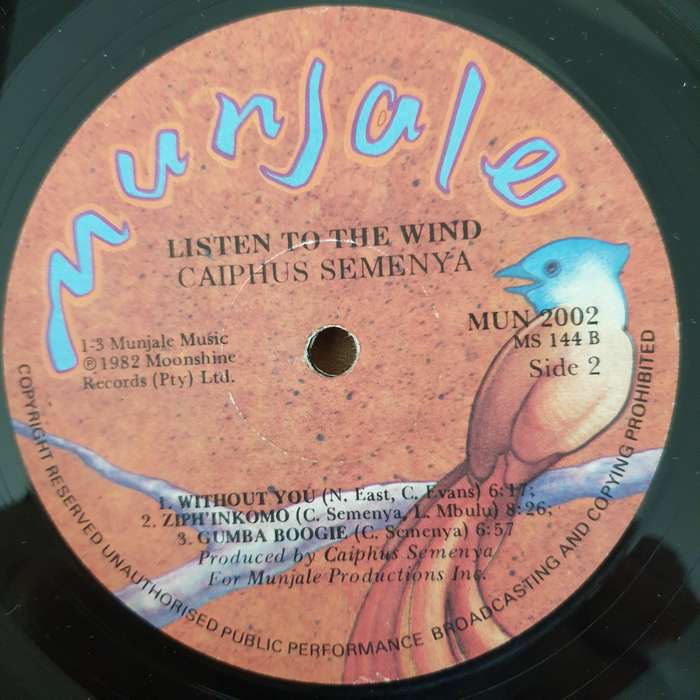 Munjale
LISTEN TO THE WIND
CAIPHUS SEMENYA
1-3 Munjale Music
℗1982 Moonshine
Records (Pty) Ltd.
MUN 2002
MS 144 B
Side 2
1. WITHOUT YOU (N. East, C. Evans) 6:17;
2. ZIPH'INKOMO (C. Semenya, L. Mbulu) 8:26;
3. GUMBA BOOGIE (C. Semenya) 6:57
Produced by Caiphus Semenya
For Munjale Productions Inc.
COPYRIGHT RESERVED UNAUTHORISED PUBLIC PERFORMANCE BROADCASTING AND COPYING PROHIBITED